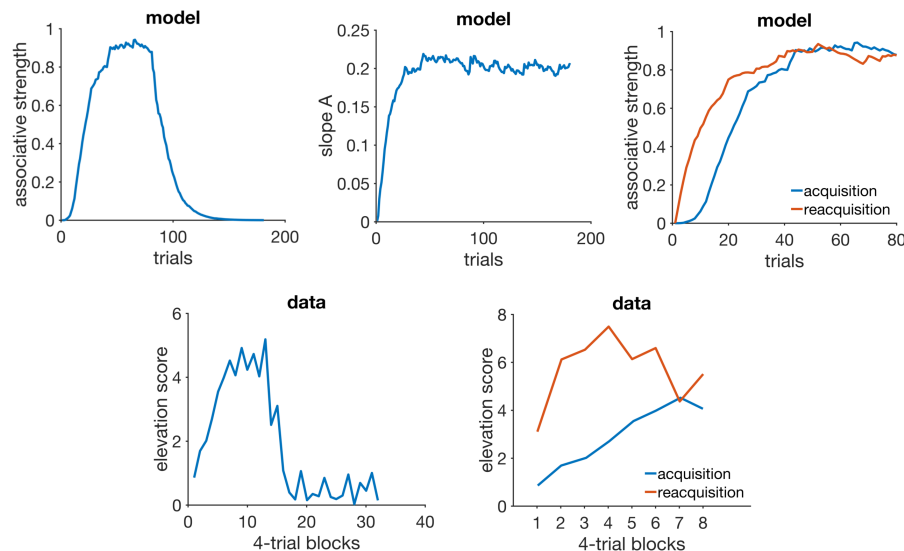 model
associative strength
1
0.8
0.6
0.4
0.2
0
0
100
200
trials
model
slope A
0.25
0.2
0.15
0.1
0.05
0
0
100
200
trials
model
associative strength
1
0.8
0.6
0.4
0.2
0
acquisition
reacquisition
0
20
40
60
80
trials
data
elevation score
6
4
2
0
0
10
20
30
40
4-trial blocks
data
elevation score
8
6
4
2
0
acquisition
reacquisition
1 2 3 4 5 6 7 8
4-trial blocks